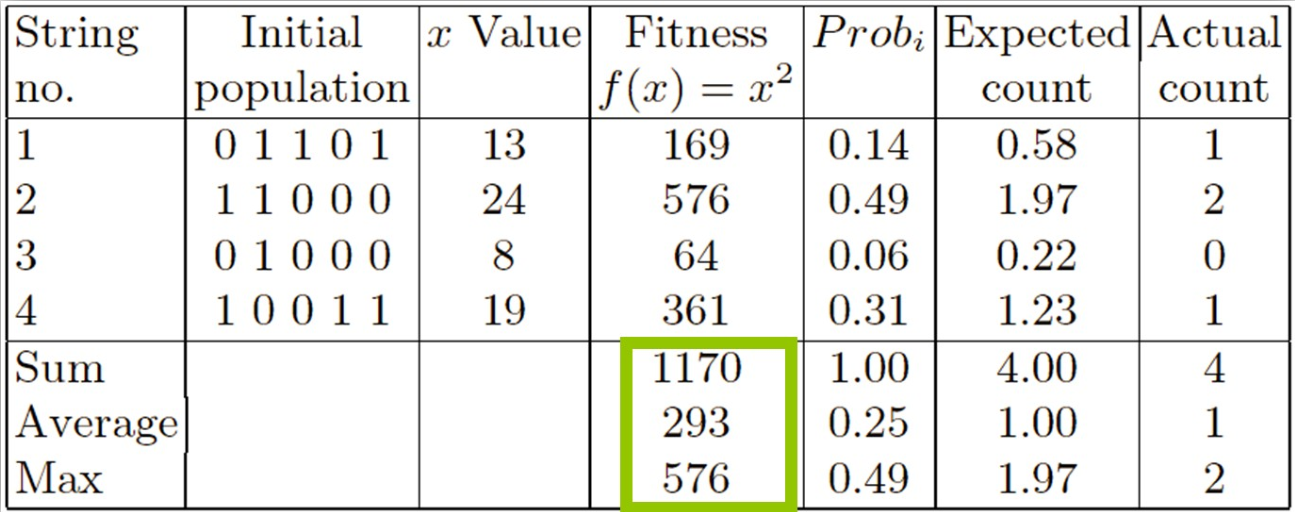 String no. | Initial population | x Value | Fitness f(x) = x² | Prob_i | Expected count | Actual count
1 | 0 1 1 0 1 | 13 | 169 | 0.14 | 0.58 | 1
2 | 1 1 0 0 0 | 24 | 576 | 0.49 | 1.97 | 2
3 | 0 1 0 0 0 | 8 | 64 | 0.06 | 0.22 | 0
4 | 1 0 0 1 1 | 19 | 361 | 0.31 | 1.23 | 1
Sum | | | 1170 | 1.00 | 4.00 | 4
Average | | | 293 | 0.25 | 1.00 | 1
Max | | | 576 | 0.49 | 1.97 | 2